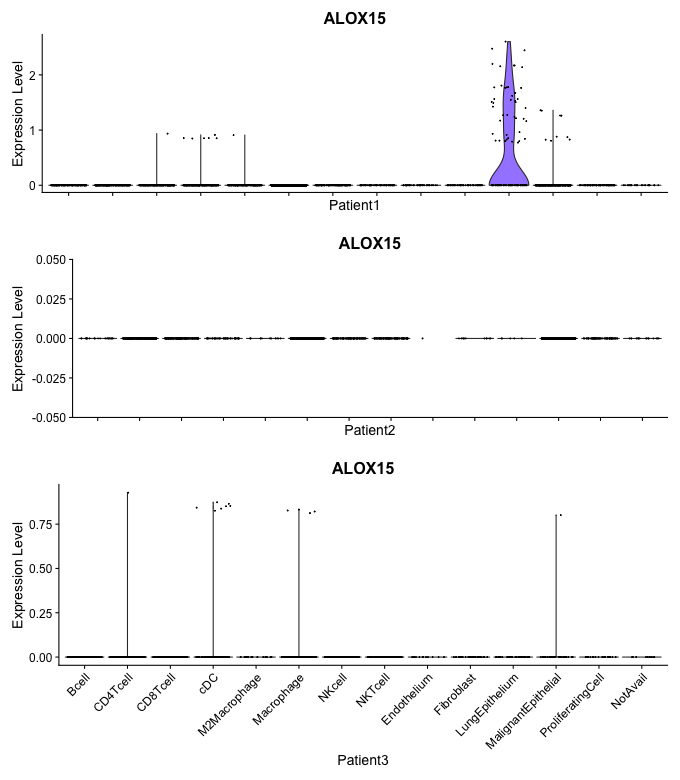 ALOX15
Expression Level
2
1
0
Patient1
ALOX15
Expression Level
0.050
0.025
0.000
-0.025
-0.050
Patient2
ALOX15
Expression Level
0.75
0.50
0.25
0.00
Bcell
CD4Tcell
CD8Tcell
cDC
M2Macrophage
Macrophage
NKcell
NKTcell
Endothelium
Fibroblast
LungEpithelium
MalignantEpithelial
ProliferatingCell
NotAvail
Patient3